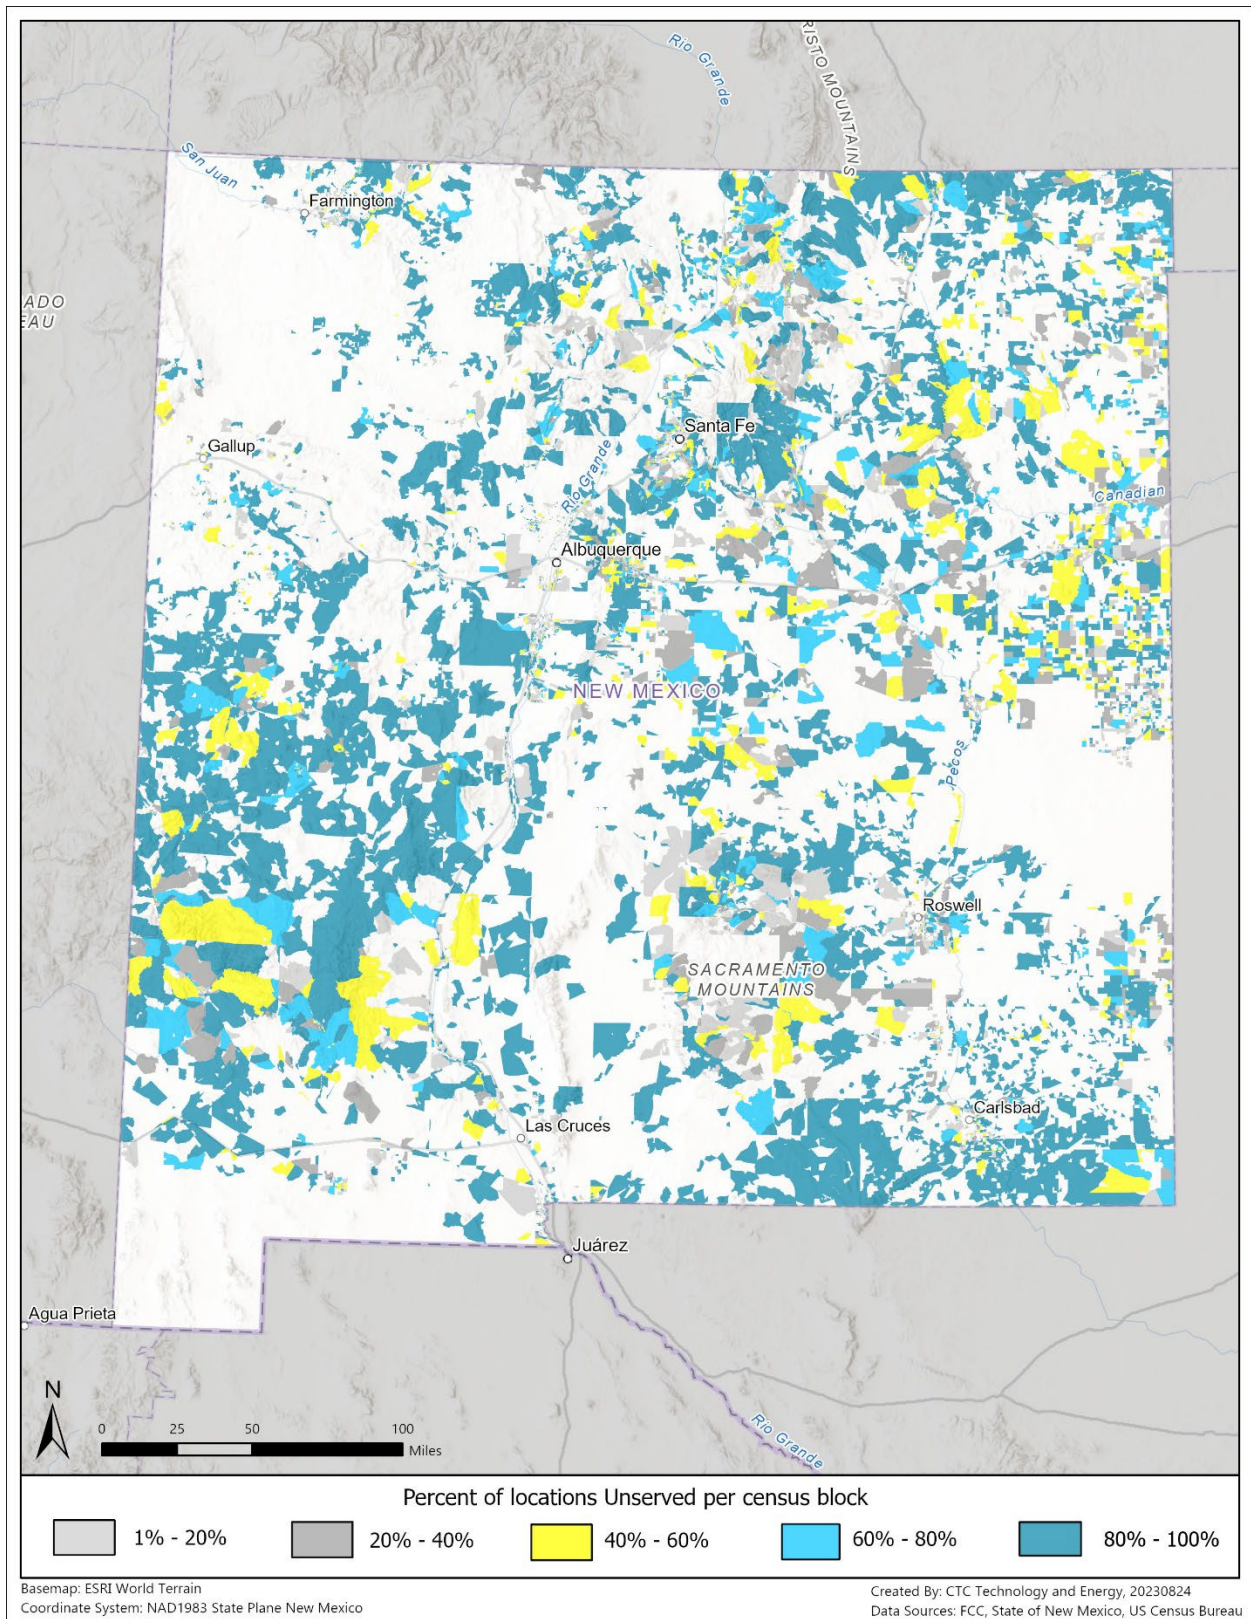 Rio Grande
RISTO MOUNTAINS
San Juan
Farmington
ADO
EAU
Santa Fe
Gallup
Rio Grande
Canadian
Albuquerque
NEW MEXICO
Pecos
Roswell
SACRAMENTO
MOUNTAINS
Carlsbad
Las Cruces
Juárez
Agua Prieta
N
0 25 50 100
Miles
Rio Grande
Percent of locations Unserved per census block
1% - 20% 20% - 40% 40% - 60% 60% - 80% 80% - 100%
Basemap: ESRI World Terrain
Coordinate System: NAD1983 State Plane New Mexico
Created By: CTC Technology and Energy, 20230824
Data Sources: FCC, State of New Mexico, US Census Bureau